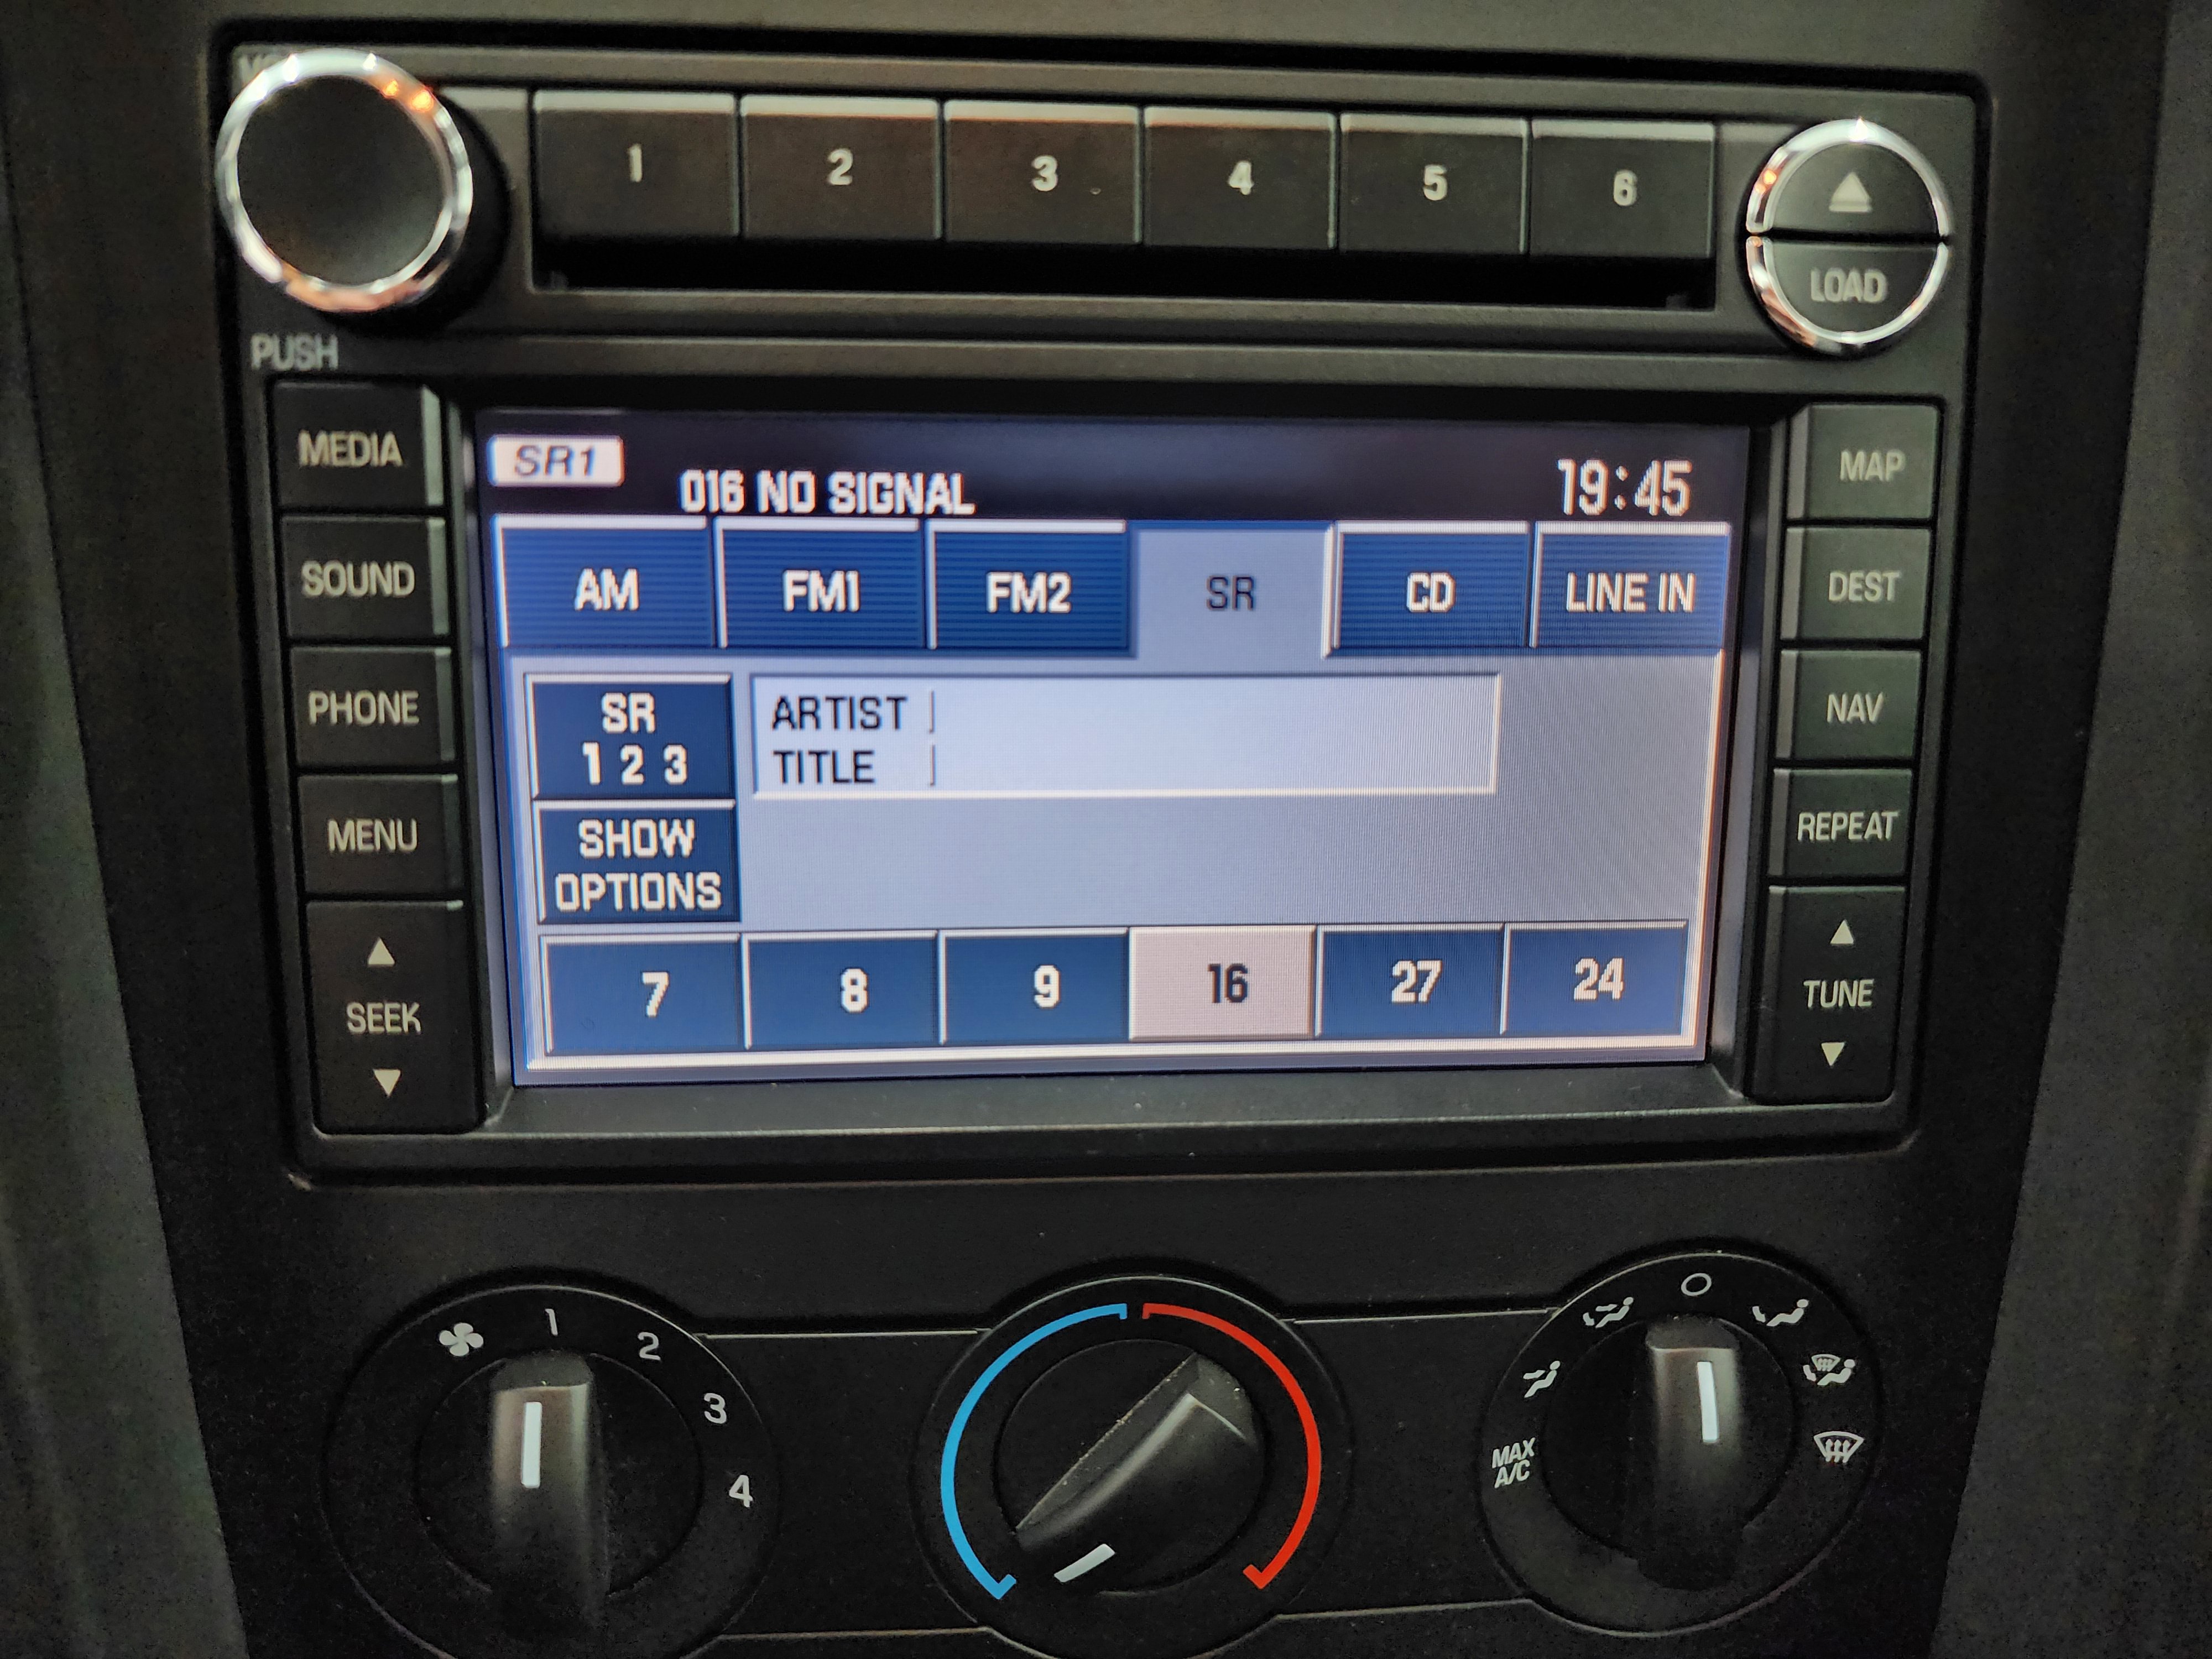 1 2 3 4 5 6
LOAD
PUSH
MEDIA
SOUND
PHONE
MENU
SEEK
SR1
016 NO SIGNAL
19:45
AM FM1 FM2 SR CD LINE IN
SR
1 2 3
ARTIST
TITLE
SHOW
OPTIONS
7 8 9 16 27 24
MAP
DEST
NAV
REPEAT
TUNE
1 2 3 4
MAX
A/C